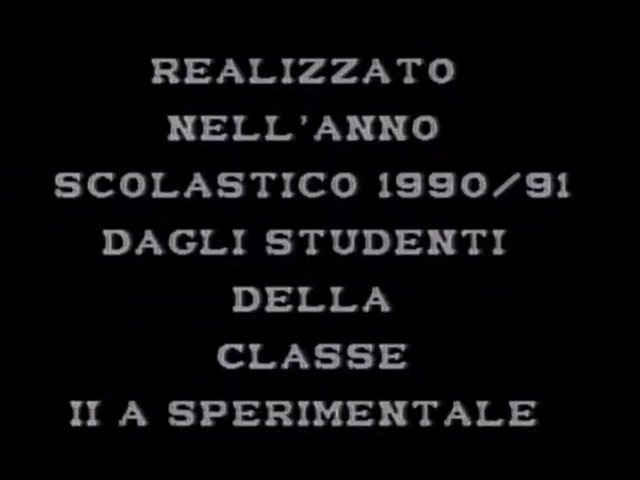 REALIZZATO
NELL'ANNO
SCOLASTICO 1990/91
DAGLI STUDENTI
DELLA
CLASSE
II A SPERIMENTALE